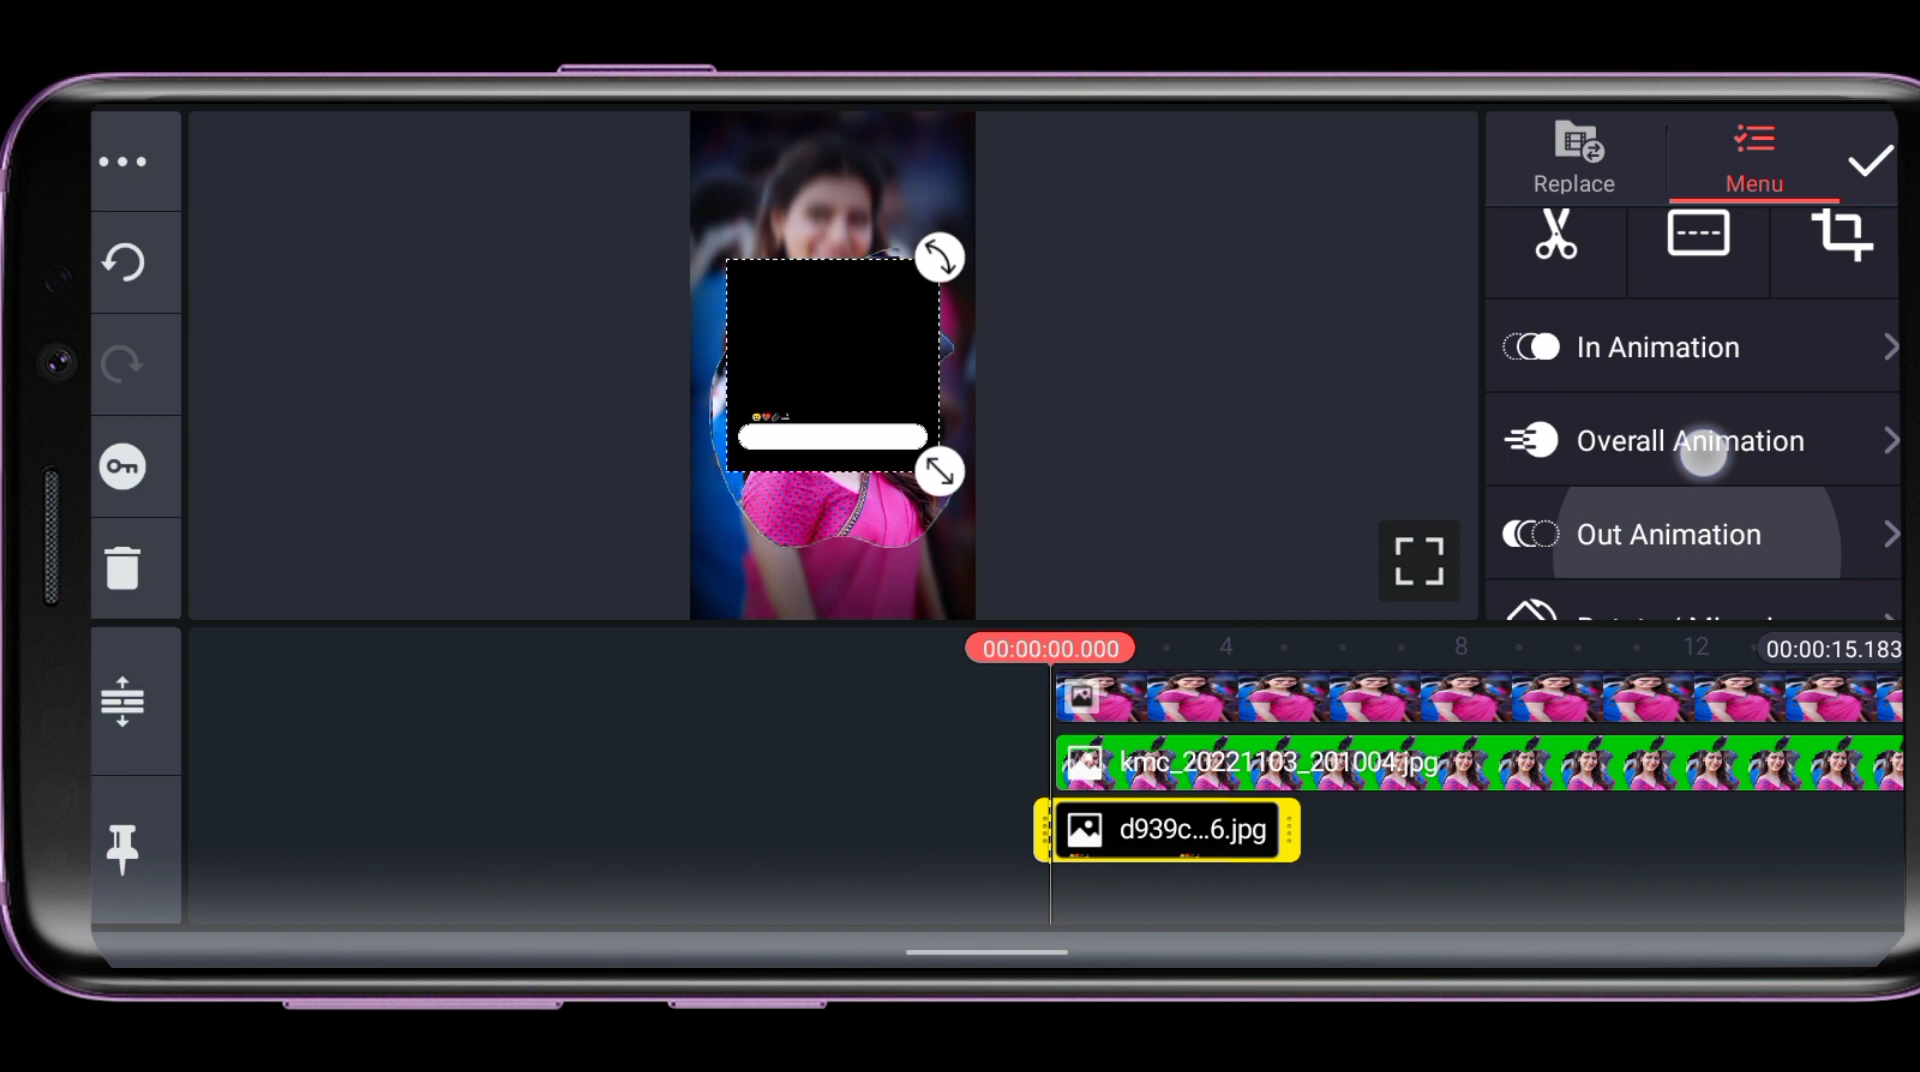 Replace
Menu
In Animation
Overall Animation
Out Animation
00:00:00.000
4
8
12
00:00:15.183
kmc_20221103_201004.jpg
d939c...6.jpg